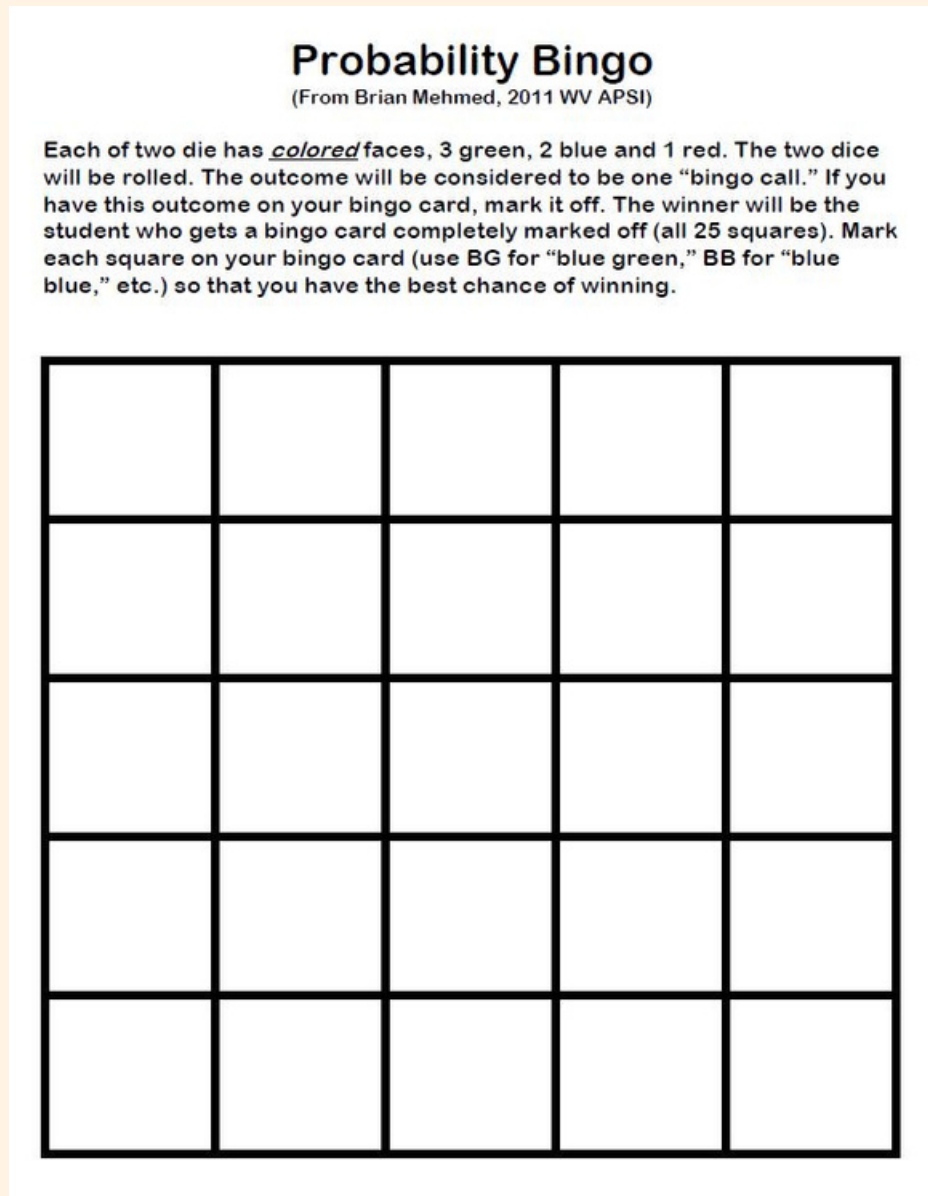 Probability Bingo
(From Brian Mehmed, 2011 WV APSI)
Each of two die has colored faces, 3 green, 2 blue and 1 red. The two dice
will be rolled. The outcome will be considered to be one “bingo call.” If you
have this outcome on your bingo card, mark it off. The winner will be the
student who gets a bingo card completely marked off (all 25 squares). Mark
each square on your bingo card (use BG for “blue green,” BB for “blue
blue,” etc.) so that you have the best chance of winning.